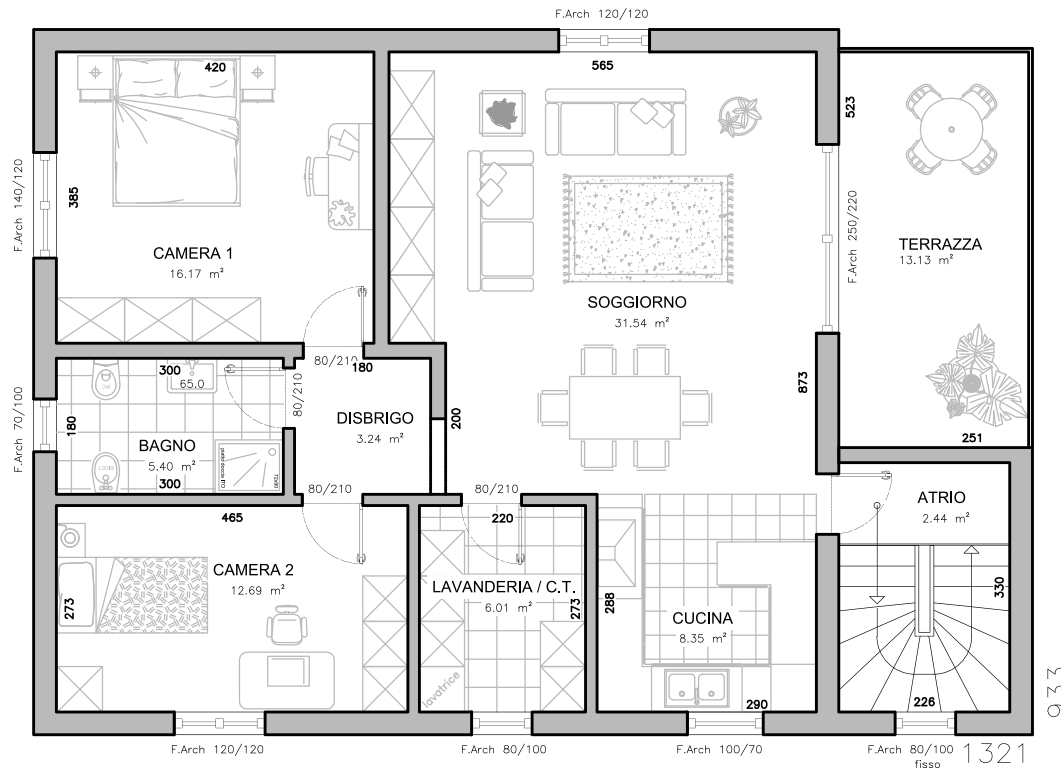 F.Arch 120/120
420
565
523
F.Arch 140/120
385
F.Arch 250/220
CAMERA 1
16.17 m²
TERRAZZA
13.13 m²
SOGGIORNO
31.54 m²
80/210
180
300
65.0
80/210
873
F.Arch 70/100
180
DISBRIGO
3.24 m²
200
BAGNO
5.40 m²
300
251
80/210
80/210
465
220
ATRIO
2.44 m²
CAMERA 2
12.69 m²
273
LAVANDERIA / C.T.
6.01 m²
273
288
CUCINA
8.35 m²
330
lavatrice
290
226
933
F.Arch 120/120
F.Arch 80/100
F.Arch 100/70
F.Arch 80/100
fisso
1321